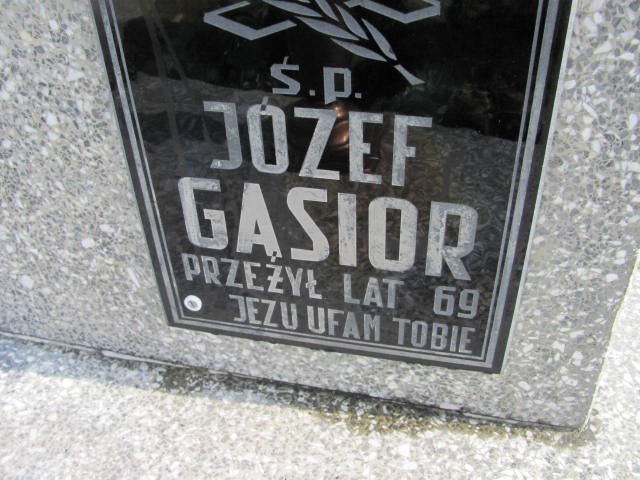 Ś.P.
JÓZEF
GĄSIOR
PRZEŻYŁ LAT 69
JEZU UFAM TOBIE